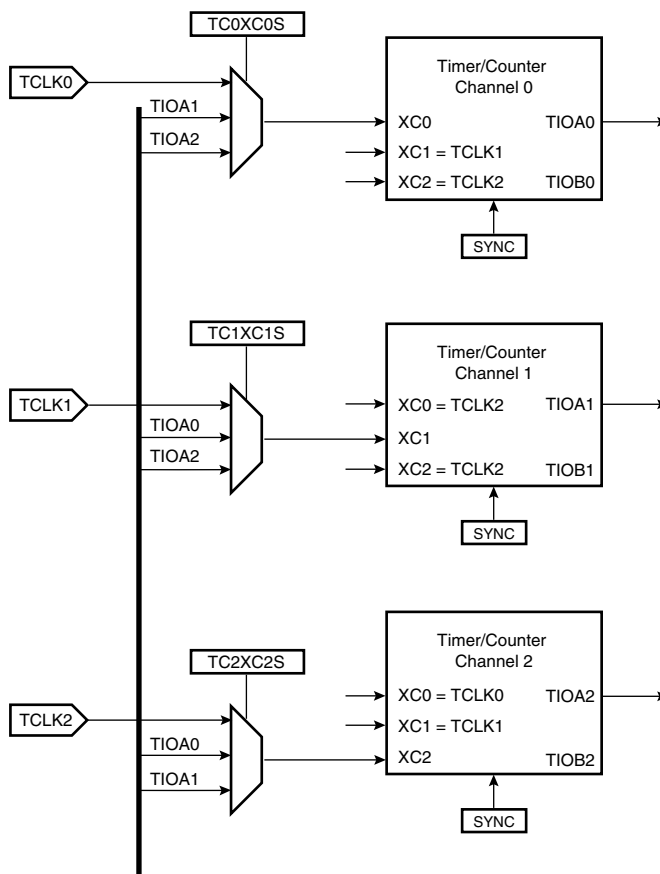 TC0XC0S
TCLK0
TIOA1
TIOA2
Timer/Counter
Channel 0
XC0
TIOA0
XC1 = TCLK1
XC2 = TCLK2
TIOB0
SYNC
TC1XC1S
TCLK1
TIOA0
TIOA2
Timer/Counter
Channel 1
XC0 = TCLK2
TIOA1
XC1
XC2 = TCLK2
TIOB1
SYNC
TC2XC2S
TCLK2
TIOA0
TIOA1
Timer/Counter
Channel 2
XC0 = TCLK0
TIOA2
XC1 = TCLK1
XC2
TIOB2
SYNC